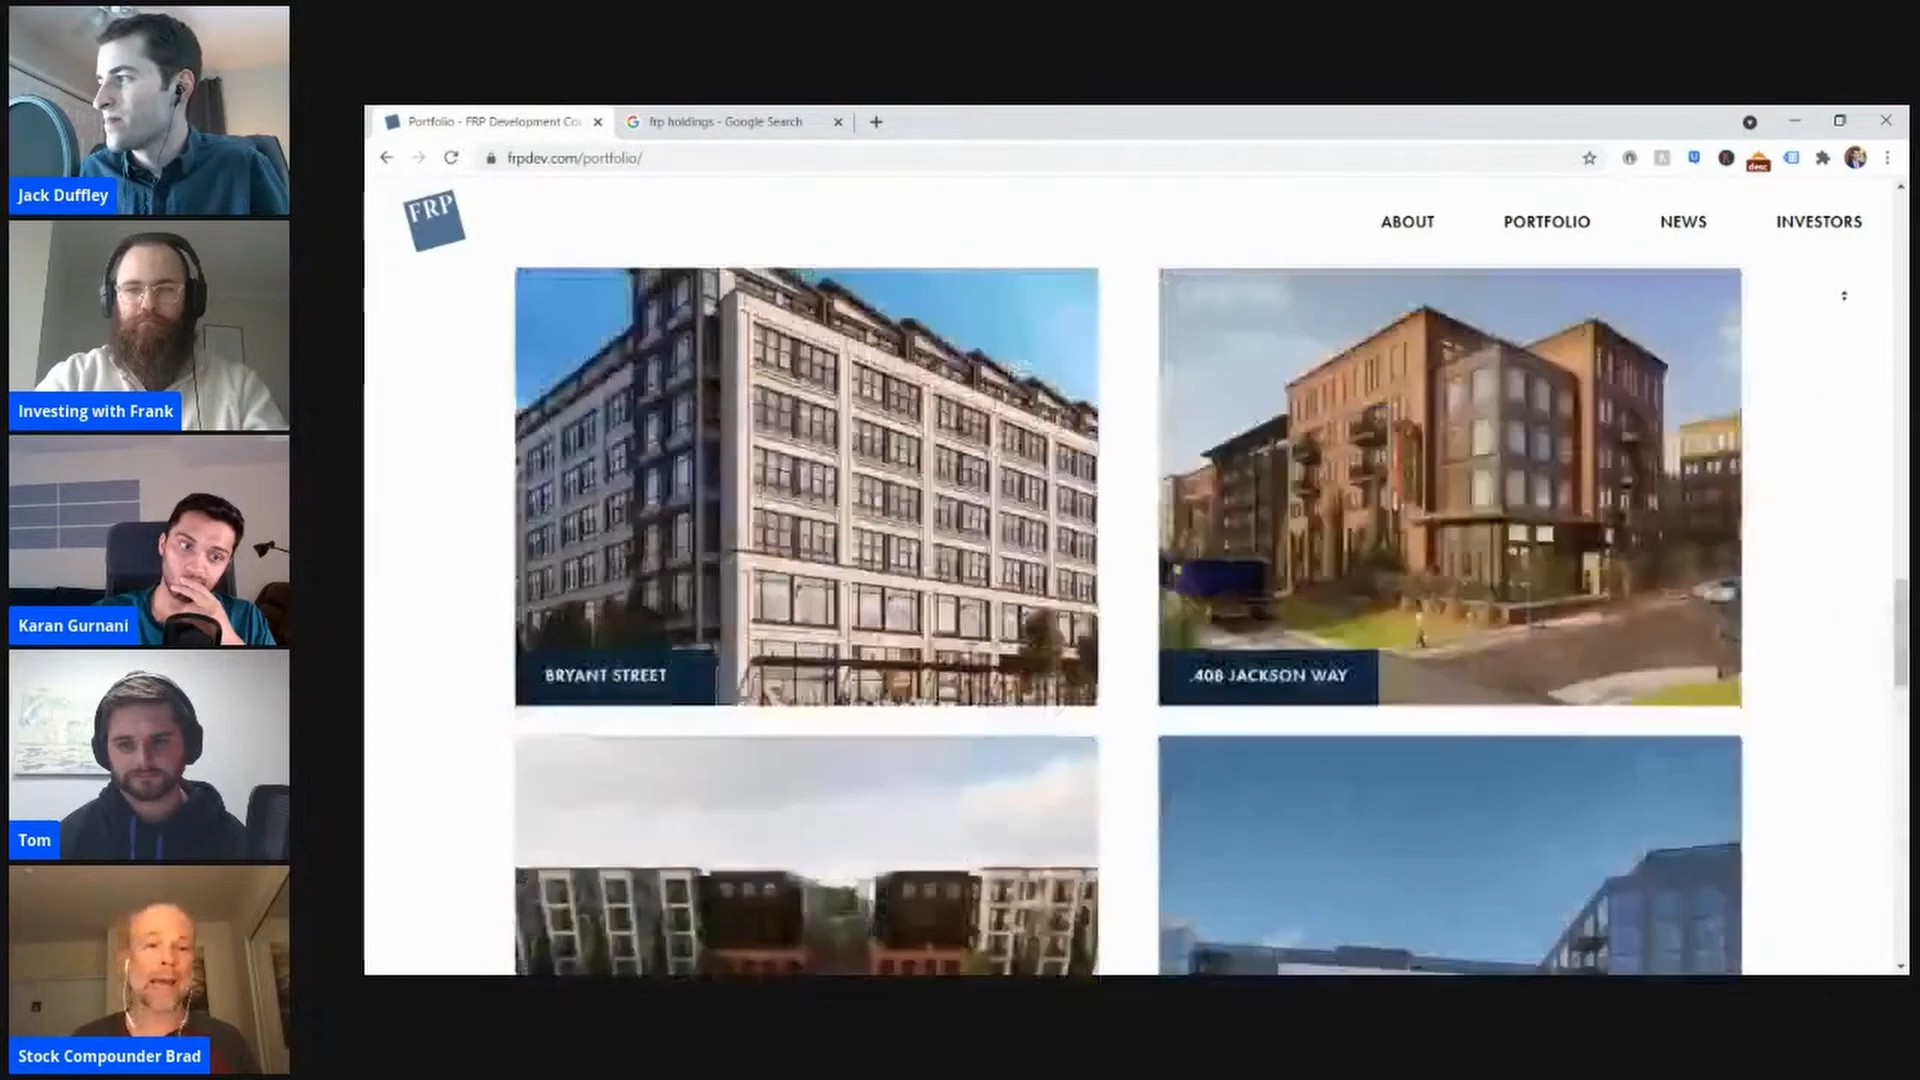 Jack Duffley
Investing with Frank
Karan Gurnani
Tom
Stock Compounder Brad
Portfolio - FRP Development Co
frp holdings - Google Search
frpdev.com/portfolio/
desc
FRP
ABOUT
PORTFOLIO
NEWS
INVESTORS
BRYANT STREET
408 JACKSON WAY